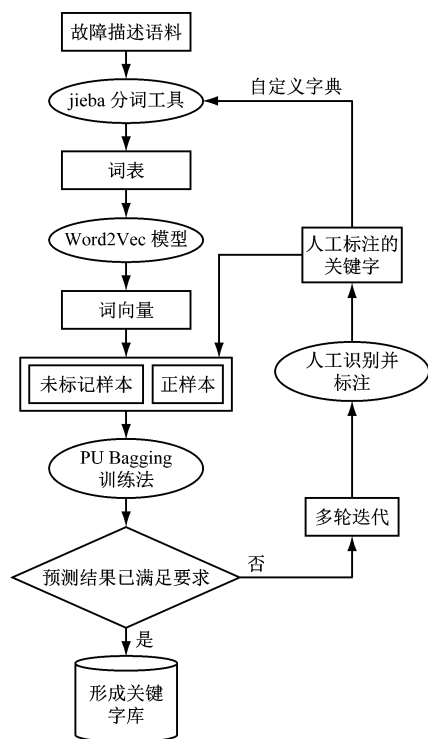 故障描述语料
jieba 分词工具
自定义字典
词表
Word2Vec 模型
人工标注的
关键字
词向量
未标记样本
正样本
人工识别并
标注
PU Bagging
训练法
多轮迭代
预测结果已满足要求
否
是
形成关键
字库